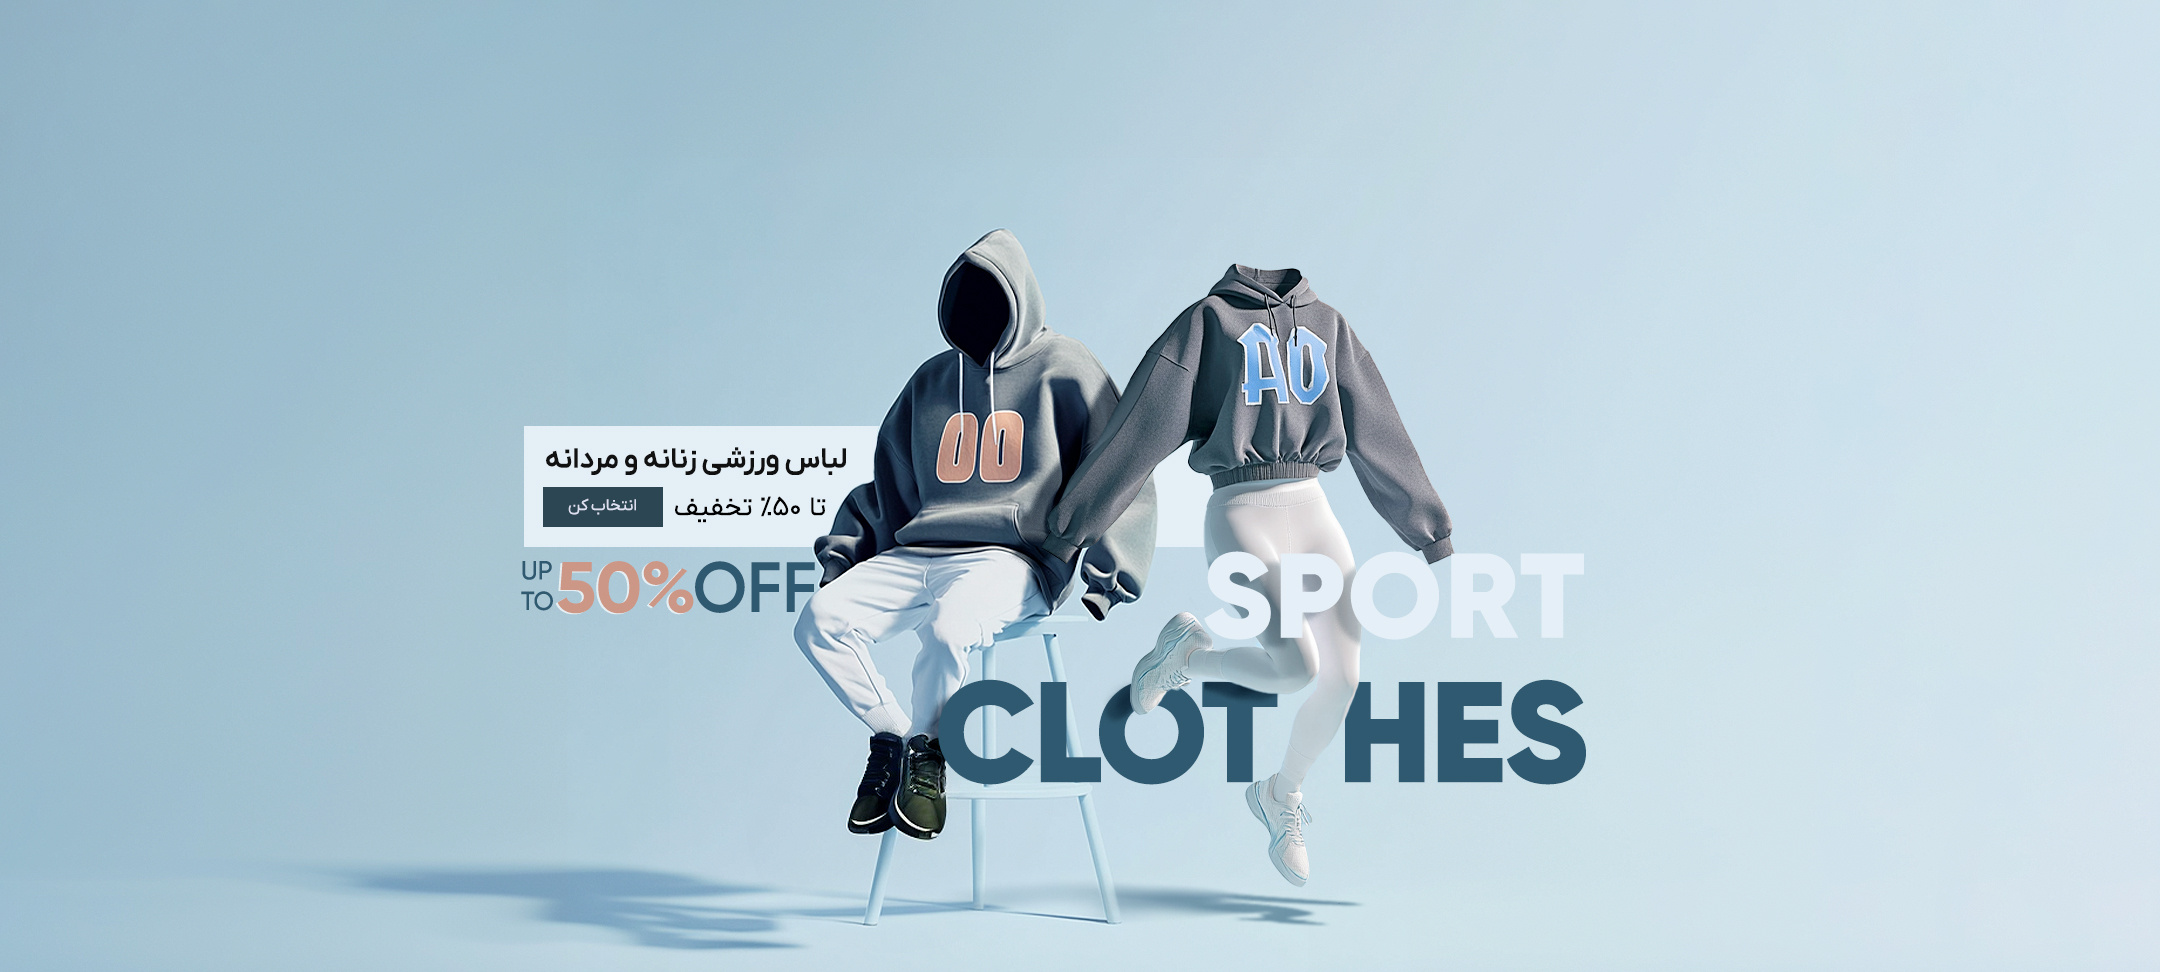 لباس ورزشی زنانه و مردانه
تا ۵۰٪ تخفیف
انتخاب کن
UP TO 50% OFF
00
AO
SPORT
CLOTHES